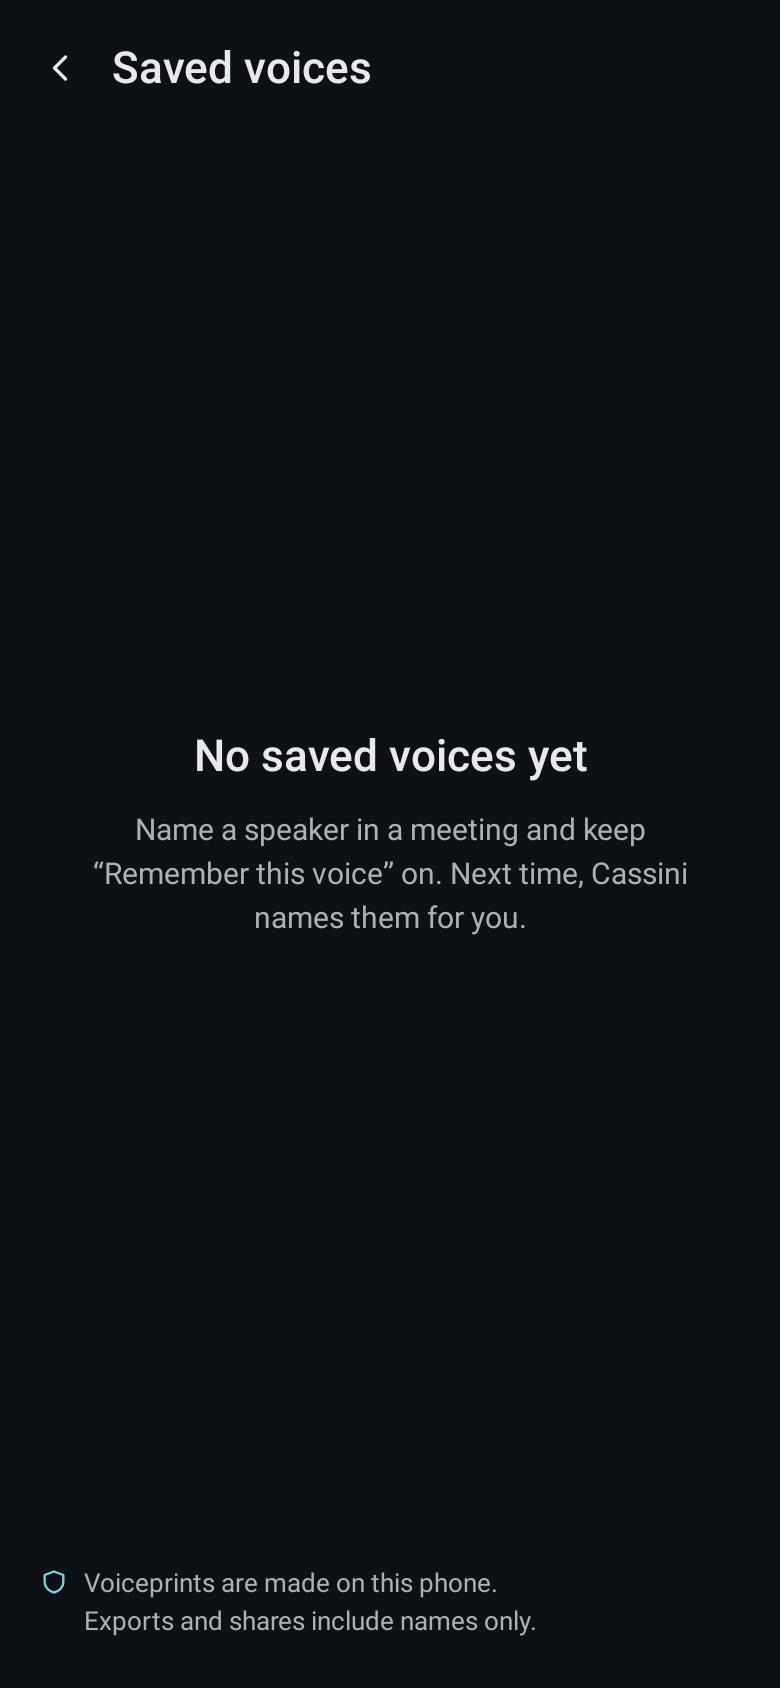 Saved voices
No saved voices yet
Name a speaker in a meeting and keep
“Remember this voice” on. Next time, Cassini
names them for you.
Voiceprints are made on this phone.
Exports and shares include names only.